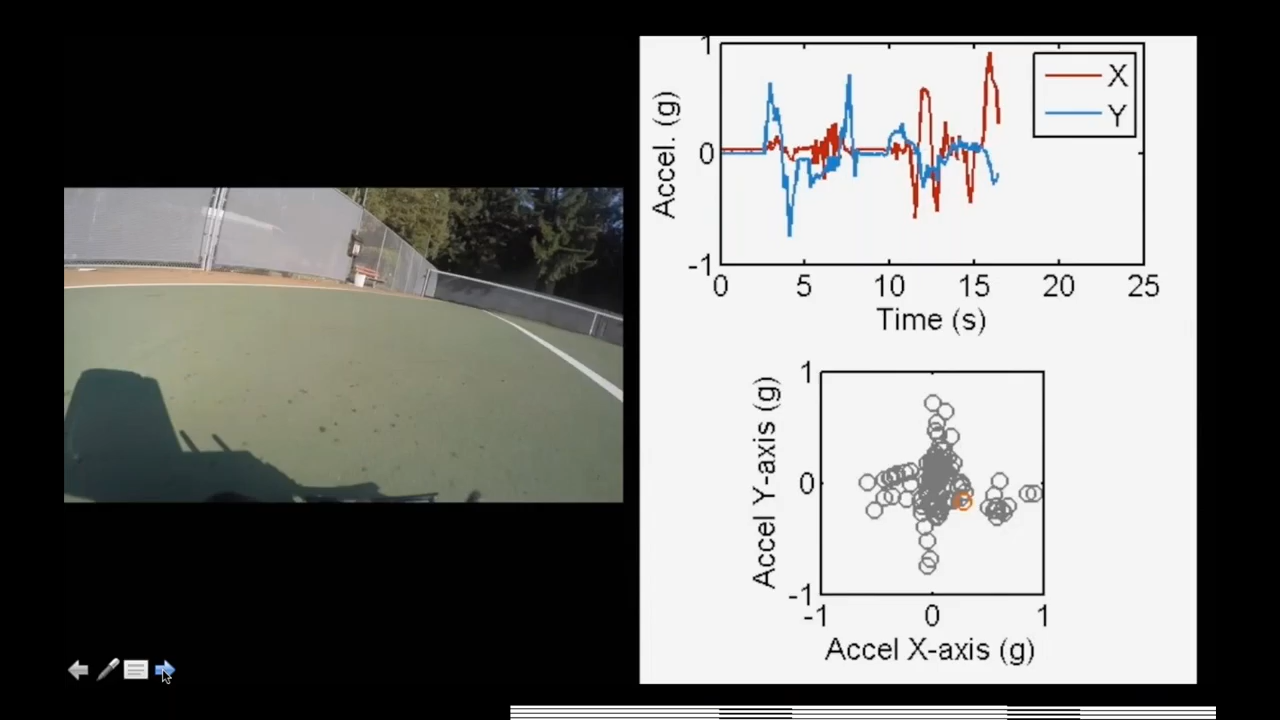 1
X
Y
Accel. (g)
0
-1
0 5 10 15 20 25
Time (s)
1
Accel Y-axis (g)
0
-1
-1 0 1
Accel X-axis (g)